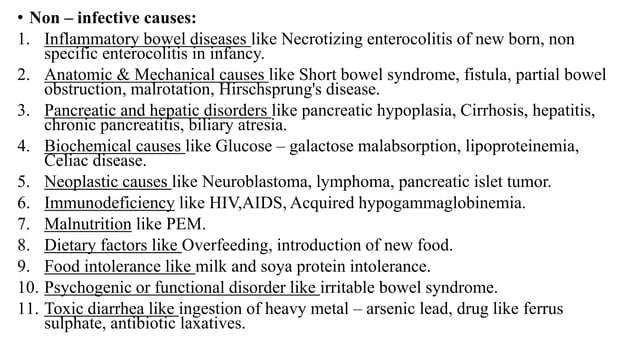 • Non – infective causes:
1. Inflammatory bowel diseases like Necrotizing enterocolitis of new born, non
specific enterocolitis in infancy.
2. Anatomic & Mechanical causes like Short bowel syndrome, fistula, partial bowel
obstruction, malrotation, Hirschsprung's disease.
3. Pancreatic and hepatic disorders like pancreatic hypoplasia, Cirrhosis, hepatitis,
chronic pancreatitis, biliary atresia.
4. Biochemical causes like Glucose – galactose malabsorption, lipoproteinemia,
Celiac disease.
5. Neoplastic causes like Neuroblastoma, lymphoma, pancreatic islet tumor.
6. Immunodeficiency like HIV,AIDS, Acquired hypogammaglobinemia.
7. Malnutrition like PEM.
8. Dietary factors like Overfeeding, introduction of new food.
9. Food intolerance like milk and soya protein intolerance.
10. Psychogenic or functional disorder like irritable bowel syndrome.
11. Toxic diarrhea like ingestion of heavy metal – arsenic lead, drug like ferrus
sulphate, antibiotic laxatives.